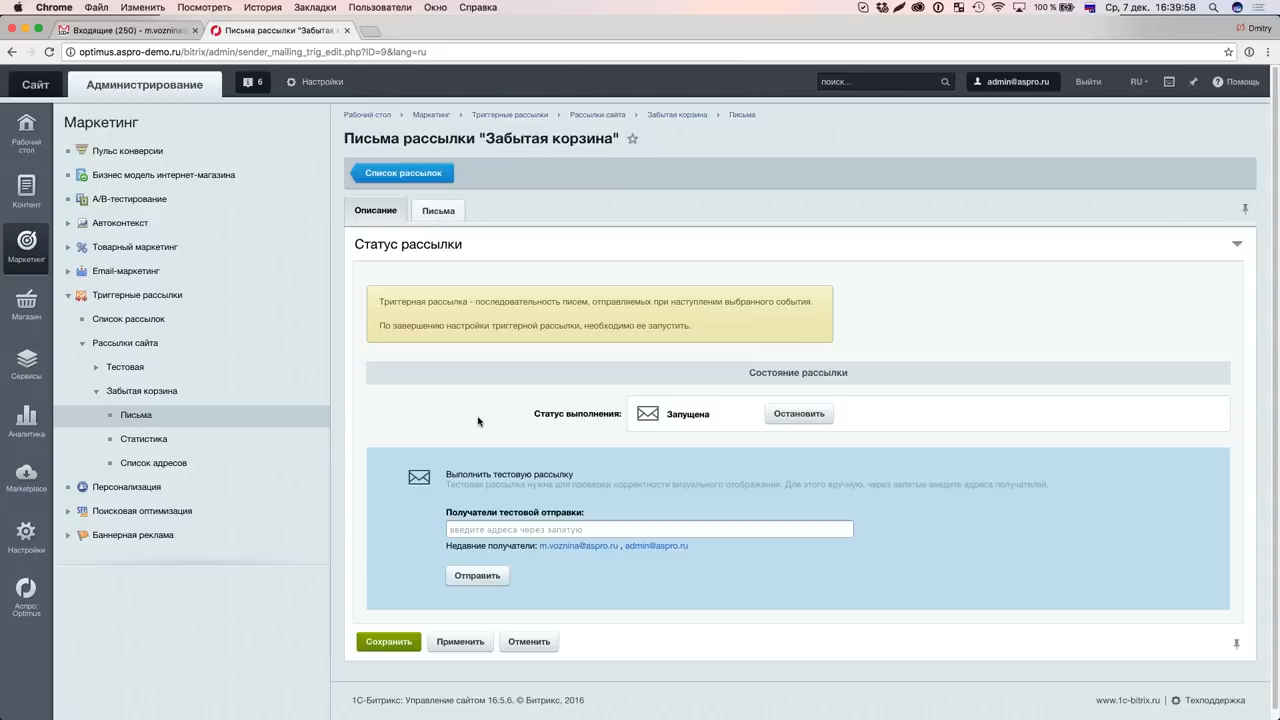 Chrome Файл Изменить Посмотреть История Закладки Пользователи Окно Справка 100 % Ср, 7 дек. 16:39:58
Входящие (250) - m.voznina@ Письма рассылки "Забытая к Dmitry
optimus.aspro-demo.ru/bitrix/admin/sender_mailing_trig_edit.php?ID=9&lang=ru
Сайт Администрирование 6 Настройки поиск... admin@aspro.ru Выйти RU Помощь
Рабочий стол
Контент
Маркетинг
Магазин
Сервисы
Аналитика
Marketplace
Настройки
Аспро: Optimus
Маркетинг
Пульс конверсии
Бизнес модель интернет-магазина
A/B-тестирование
Автоконтекст
Товарный маркетинг
Email-маркетинг
Триггерные рассылки
Список рассылок
Рассылки сайта
Тестовая
Забытая корзина
Письма
Статистика
Список адресов
Персонализация
Поисковая оптимизация
Баннерная реклама
Рабочий стол Маркетинг Триггерные рассылки Рассылки сайта Забытая корзина Письма
Письма рассылки "Забытая корзина"
Список рассылок
Описание Письма
Статус рассылки
Триггерная рассылка - последовательность писем, отправляемых при наступлении выбранного события.
По завершению настройки триггерной рассылки, необходимо ее запустить.
Состояние рассылки
Статус выполнения: Запущена Остановить
Выполнить тестовую рассылку
Тестовая рассылка нужна для проверки корректности визуального отображения. Для этого вручную, через запятые введите адреса получателей.
Получатели тестовой отправки:
введите адреса через запятую
Недавние получатели: m.voznina@aspro.ru , admin@aspro.ru
Отправить
Сохранить Применить Отменить
1С-Битрикс: Управление сайтом 16.5.6. © Битрикс, 2016 www.1c-bitrix.ru | Техподдержка